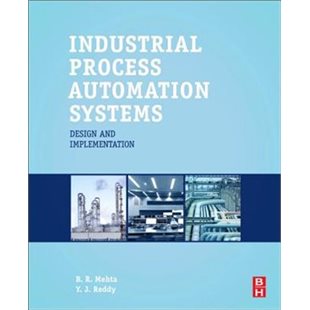 INDUSTRIAL
PROCESS
AUTOMATION
SYSTEMS
DESIGN AND
IMPLEMENTATION
B. R. Mehta
Y. J. Reddy
B
H